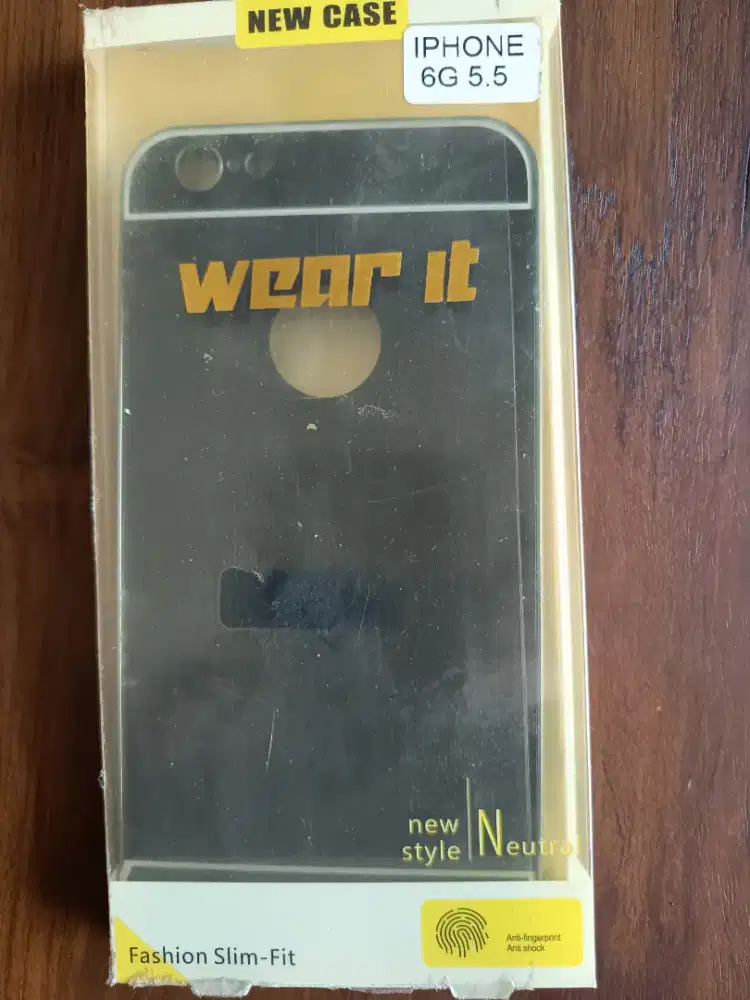 NEW CASE
IPHONE
6G 5.5
wear it
new
style
Neutral
Fashion Slim-Fit
Anti-fingerprint
Anti shock